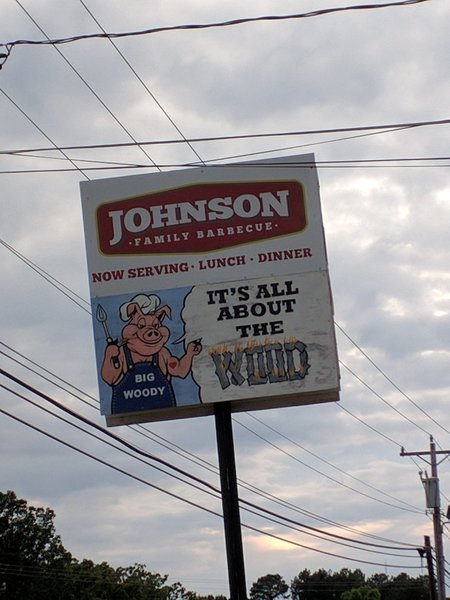 JOHNSON
·FAMILY BARBECUE·
NOW SERVING · LUNCH · DINNER
IT'S ALL
ABOUT
THE
WOOD
BIG
WOODY